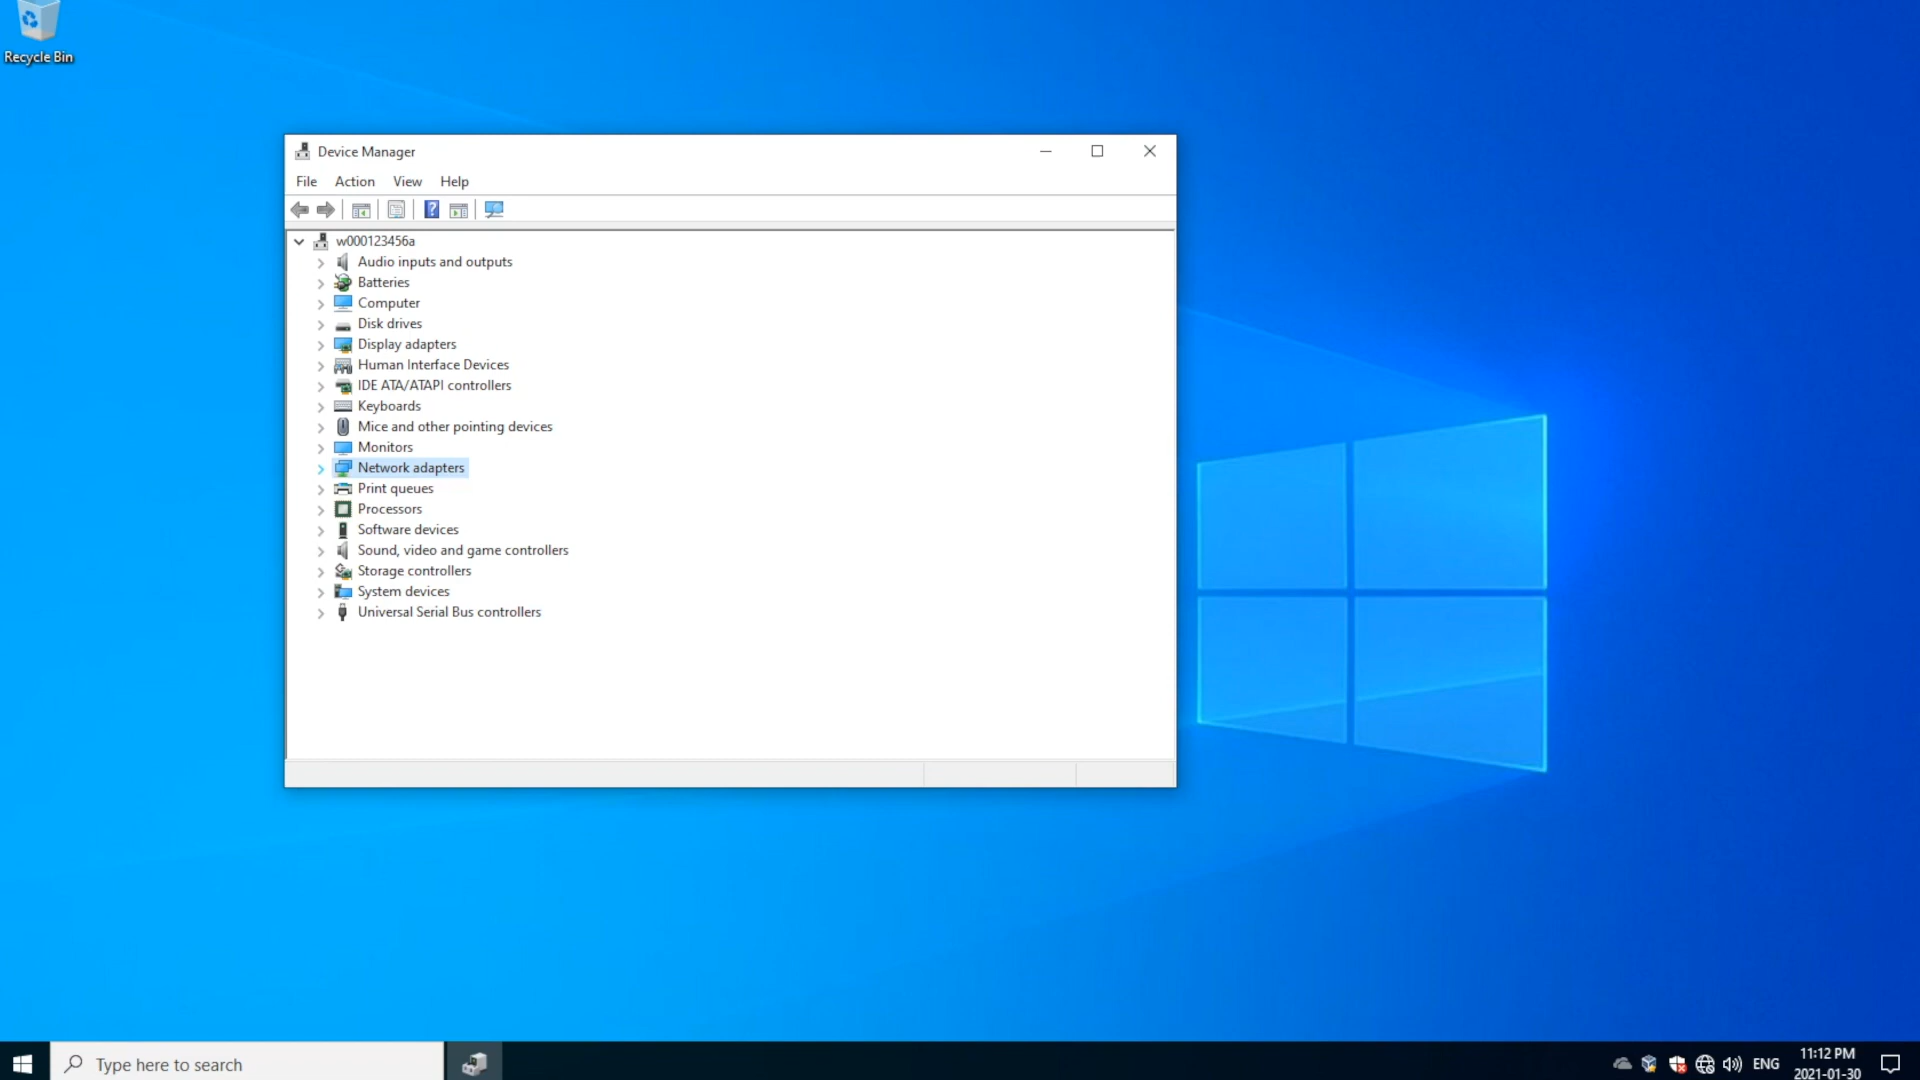 Recycle Bin
Device Manager
File Action View Help
w000123456a
Audio inputs and outputs
Batteries
Computer
Disk drives
Display adapters
Human Interface Devices
IDE ATA/ATAPI controllers
Keyboards
Mice and other pointing devices
Monitors
Network adapters
Print queues
Processors
Software devices
Sound, video and game controllers
Storage controllers
System devices
Universal Serial Bus controllers
Type here to search
ENG
11:12 PM
2021-01-30